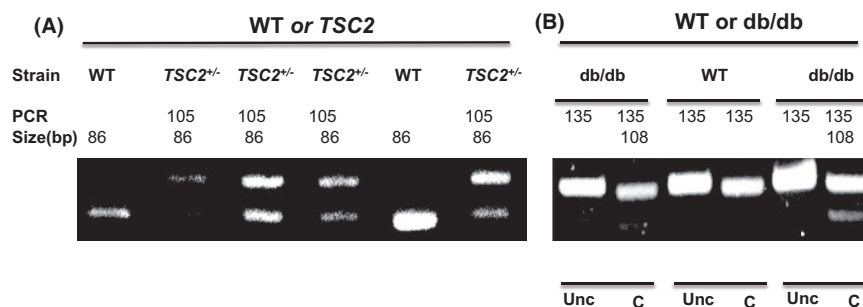 (A)
WT or TSC2
Strain WT TSC2+/- TSC2+/- TSC2+/- WT TSC2+/-
PCR 105 105 105 105
Size(bp) 86 86 86 86 86 86
(B)
WT or db/db
db/db WT db/db
135 135 135 135 135 135
108 108
Unc C Unc C Unc C